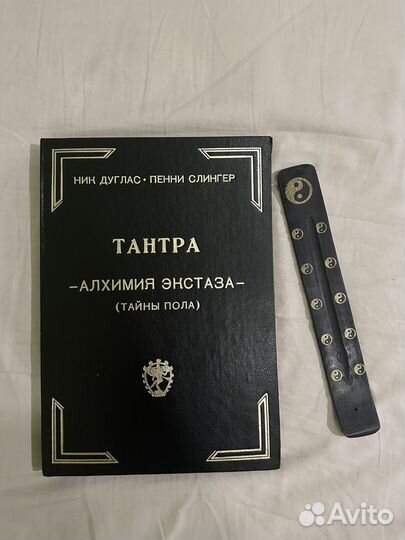 НИК ДУГЛАС • ПЕННИ СЛИНГЕР
ТАНТРА
–АЛХИМИЯ ЭКСТАЗА–
(ТАЙНЫ ПОЛА)
Avito